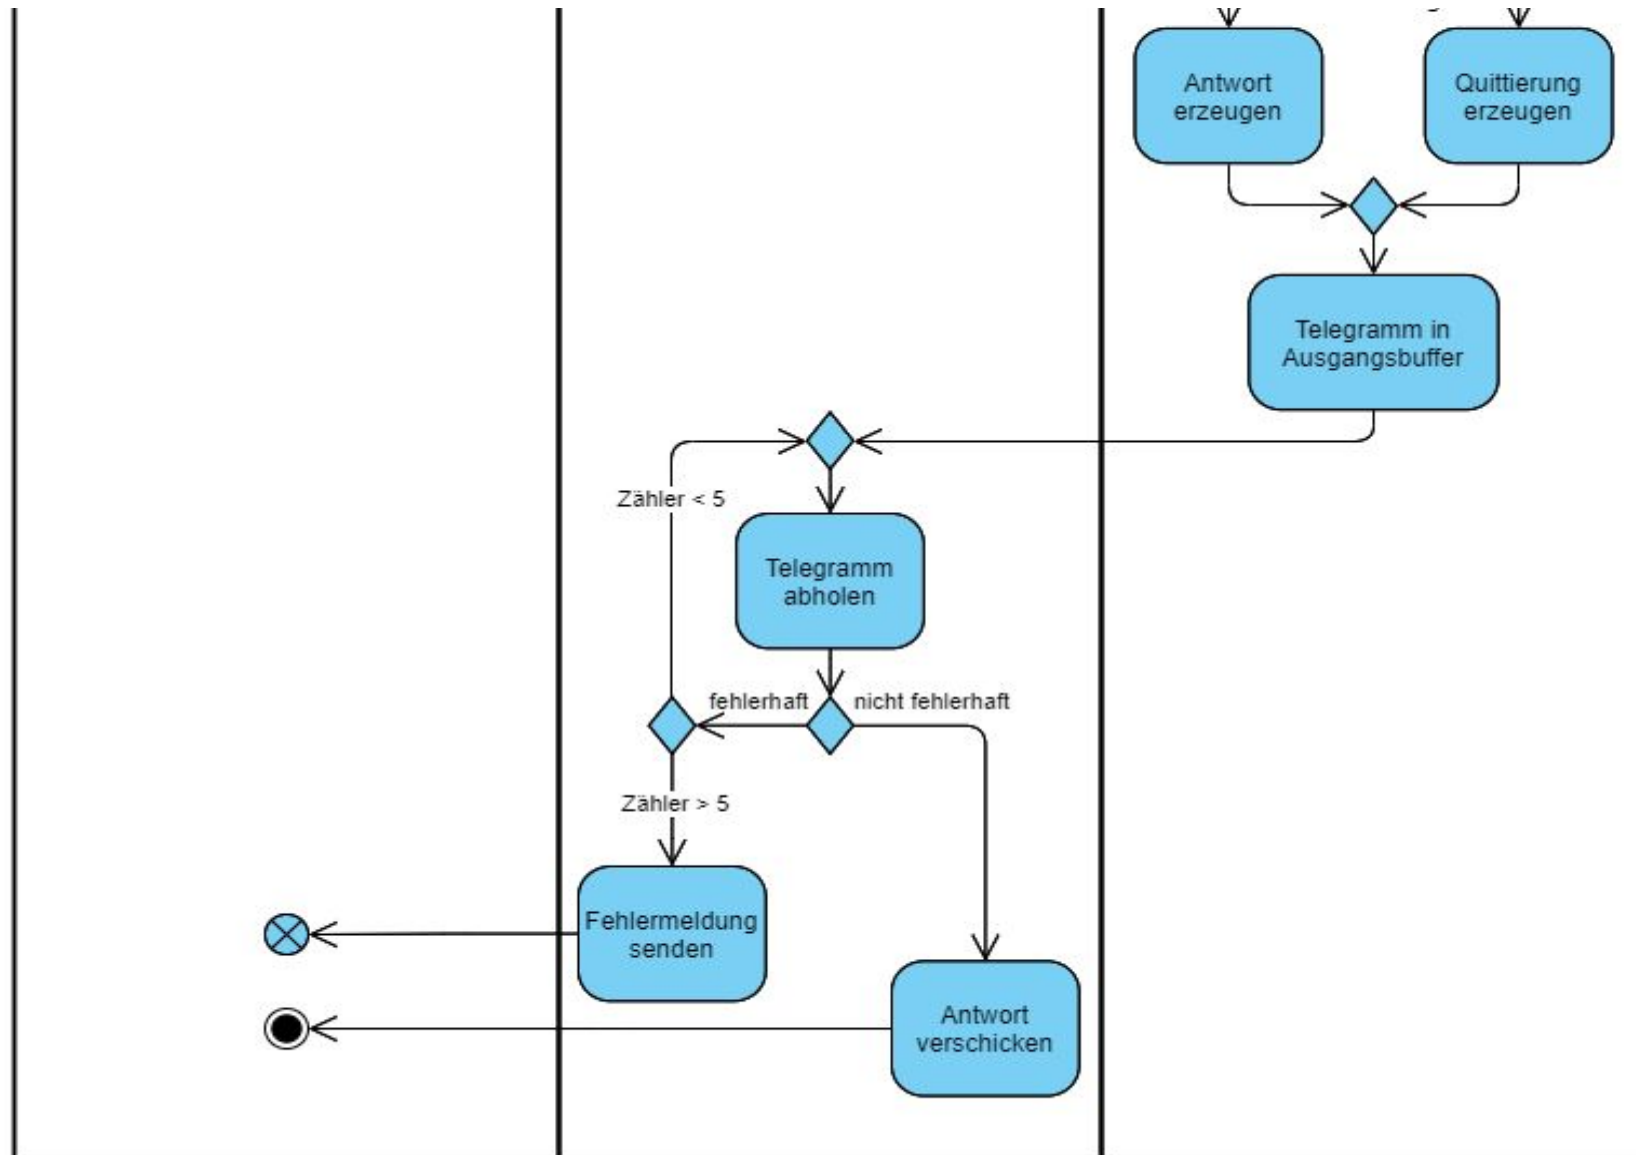 Antwort
erzeugen
Quittierung
erzeugen
Telegramm in
Ausgangsbuffer
Zähler < 5
Telegramm
abholen
fehlerhaft
nicht fehlerhaft
Zähler > 5
Fehlermeldung
senden
Antwort
verschicken